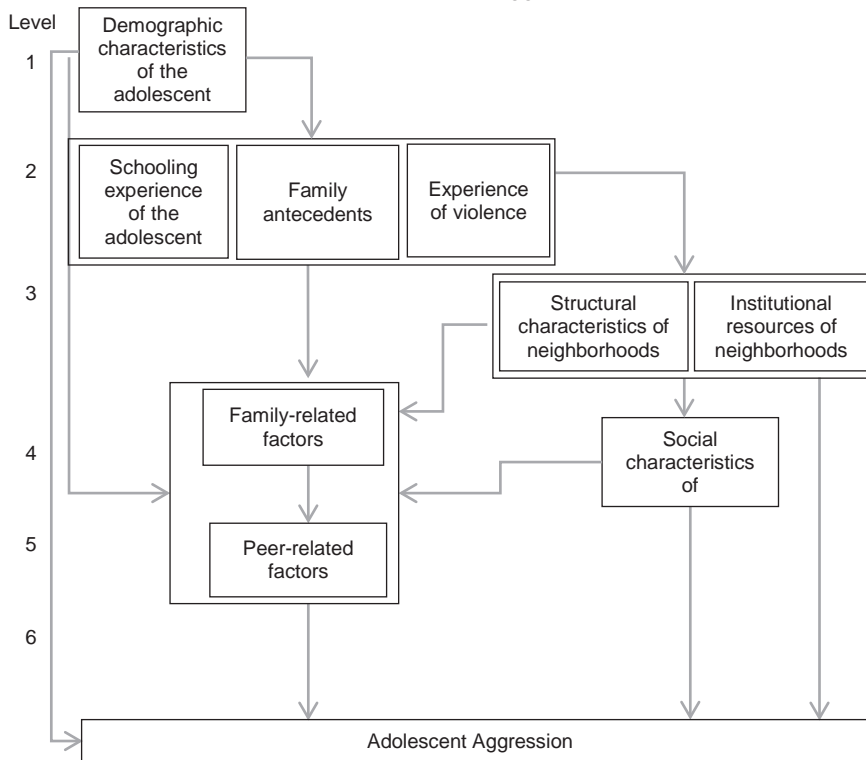 Level
Demographic
characteristics
of the
adolescent
1
2
Schooling
experience
of the
adolescent
Family
antecedents
Experience
of violence
3
Structural
characteristics of
neighborhoods
Institutional
resources of
neighborhoods
Family-related
factors
4
Social
characteristics
of
5
Peer-related
factors
6
Adolescent Aggression